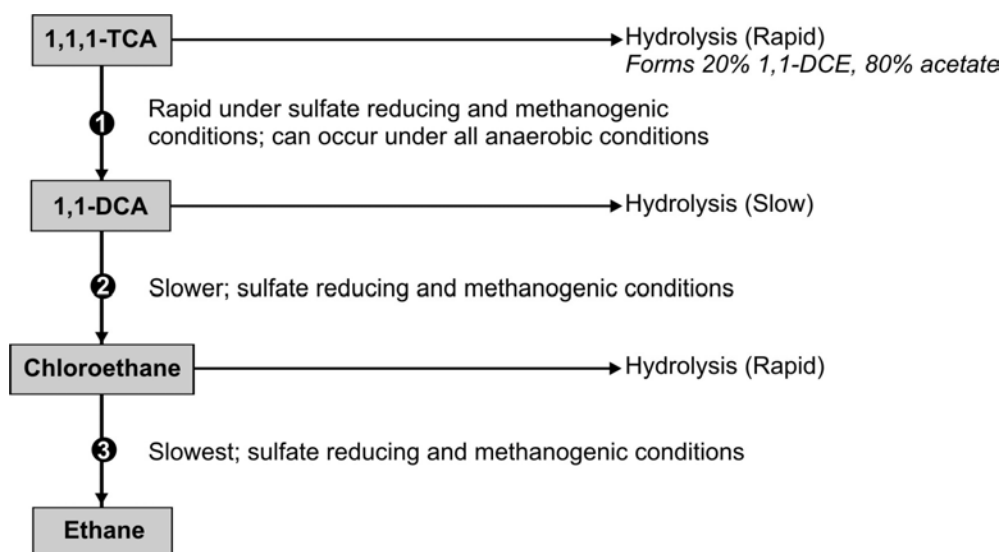 1,1,1-TCA
Hydrolysis (Rapid)
Forms 20% 1,1-DCE, 80% acetate
1
Rapid under sulfate reducing and methanogenic
conditions; can occur under all anaerobic conditions
1,1-DCA
Hydrolysis (Slow)
2
Slower; sulfate reducing and methanogenic conditions
Chloroethane
Hydrolysis (Rapid)
3
Slowest; sulfate reducing and methanogenic conditions
Ethane